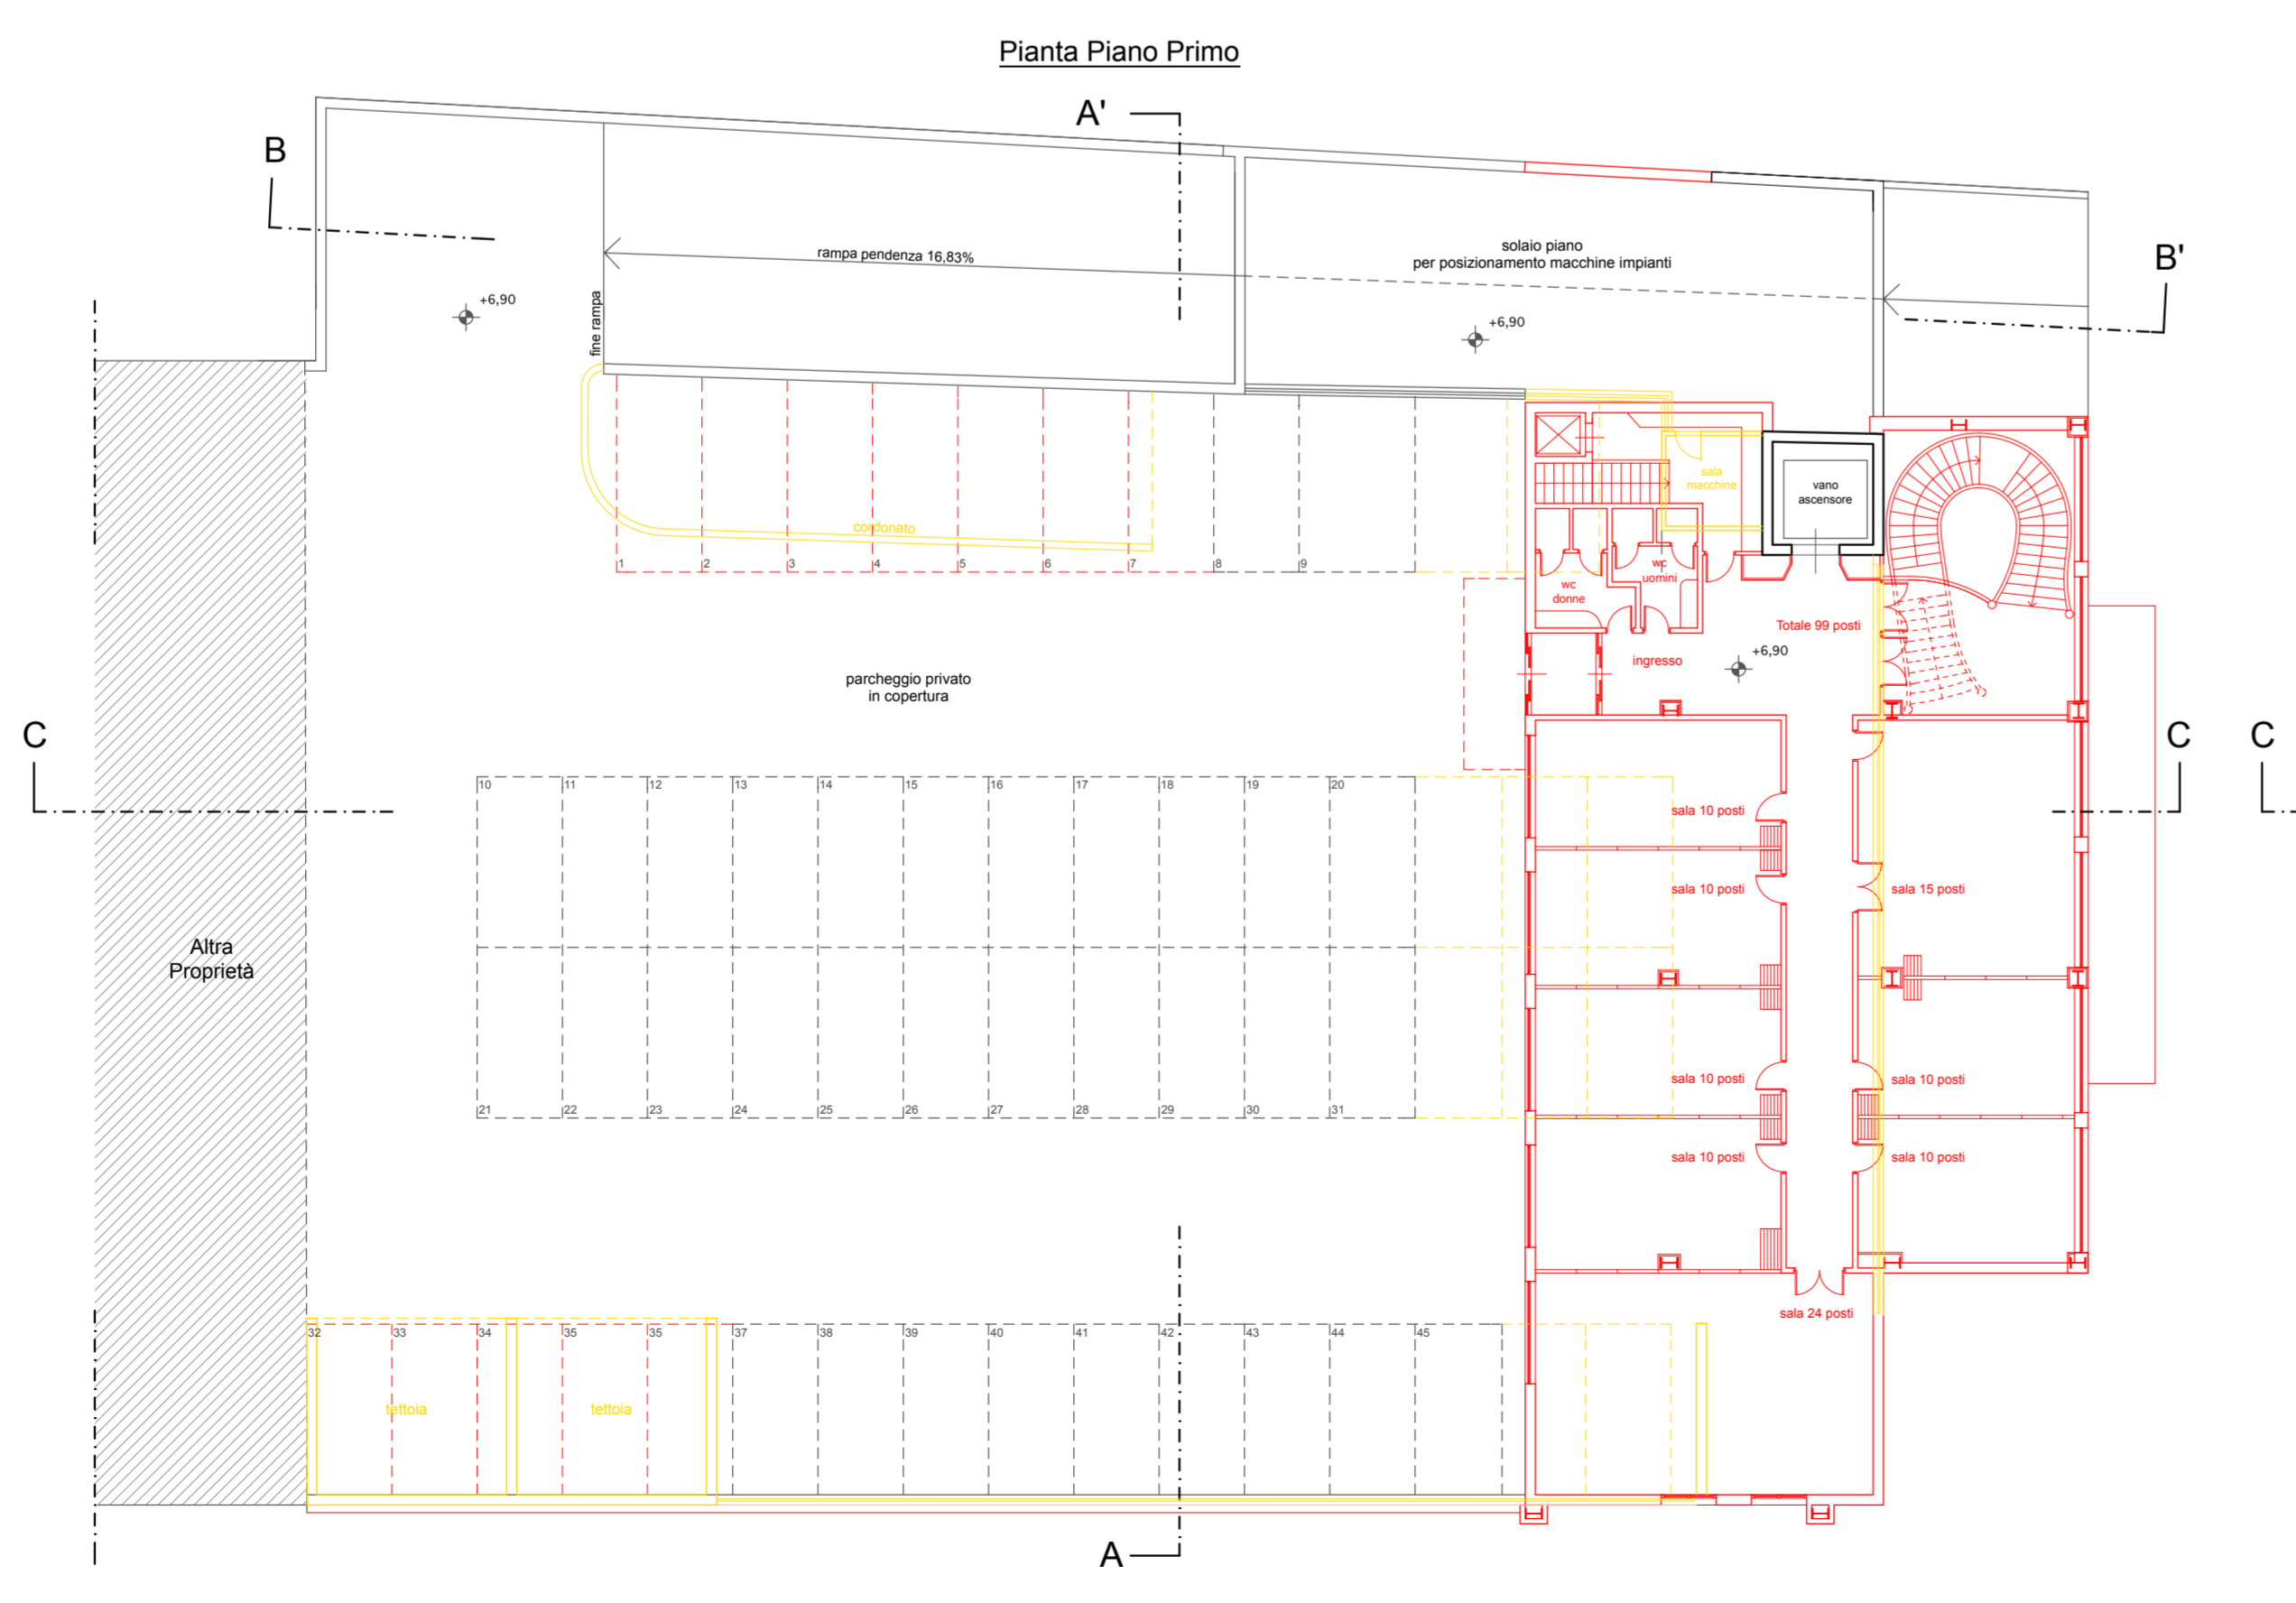 Pianta Piano Primo
A'
B
B'
rampa pendenza 16,83%
solaio piano
per posizionamento macchine impianti
fine rampa
+6,90
+6,90
sala
macchine
vano
ascensore
cordonato
1 2 3 4 5 6 7 8 9
wc
uomini
wc
donne
Totale 99 posti
ingresso
+6,90
parcheggio privato
in copertura
C
C
C
10 11 12 13 14 15 16 17 18 19 20
sala 10 posti
sala 10 posti
sala 15 posti
Altra
Proprietà
sala 10 posti
sala 10 posti
21 22 23 24 25 26 27 28 29 30 31
sala 10 posti
sala 10 posti
sala 24 posti
32 33 34 35 35 37 38 39 40 41 42 43 44 45
tettoia
tettoia
A